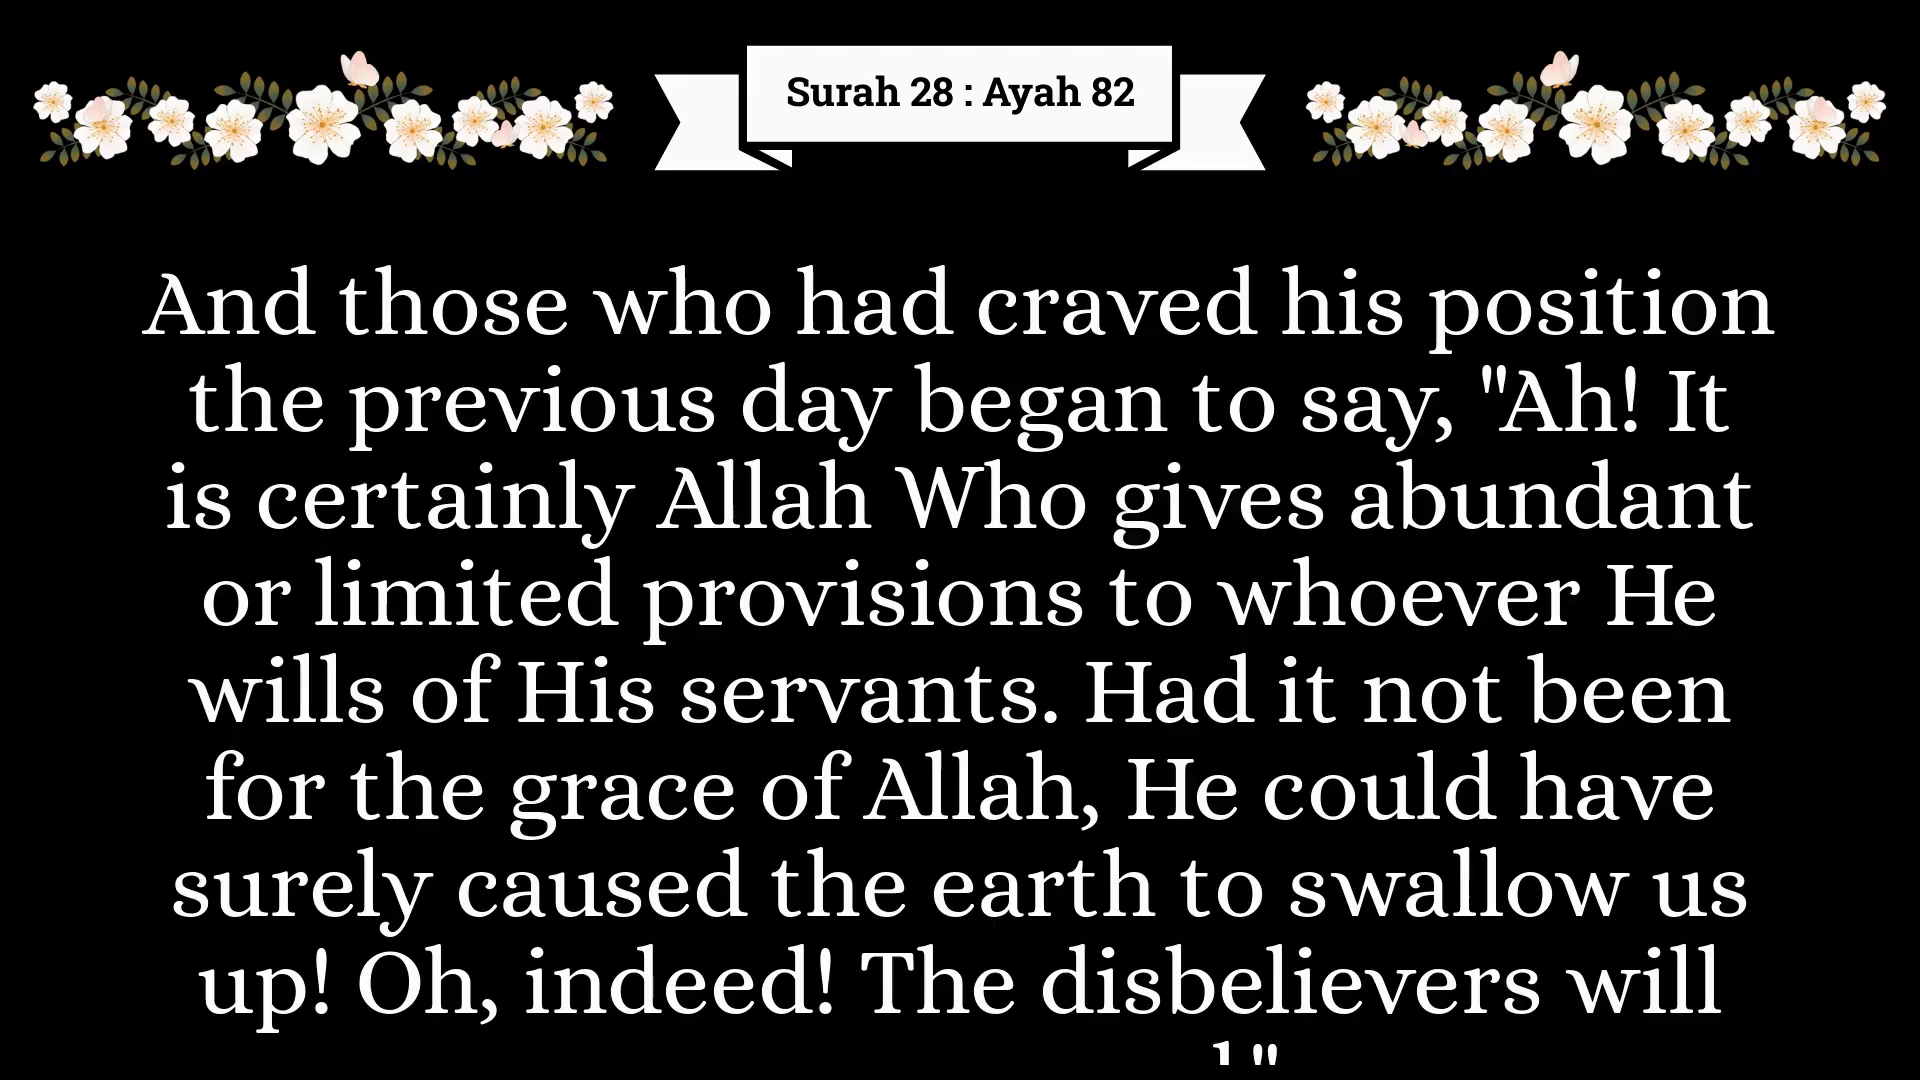 Surah 28 : Ayah 82
And those who had craved his position
the previous day began to say, "Ah! It
is certainly Allah Who gives abundant
or limited provisions to whoever He
wills of His servants. Had it not been
for the grace of Allah, He could have
surely caused the earth to swallow us
up! Oh, indeed! The disbelievers will